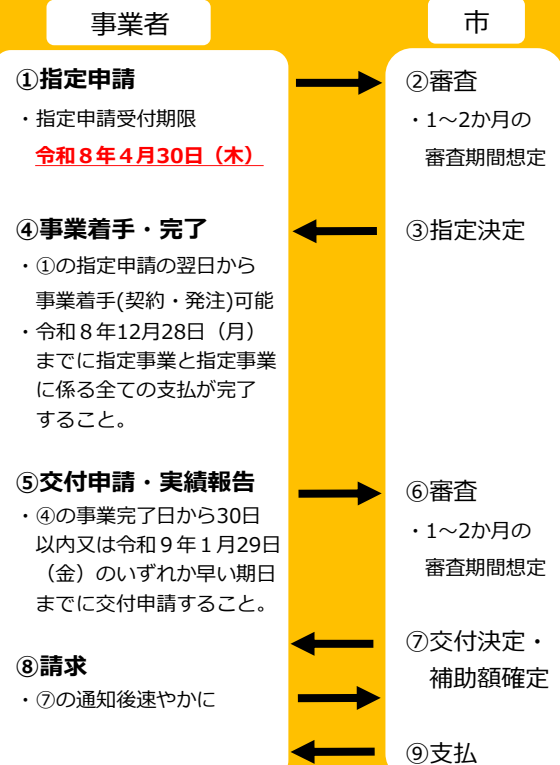 事業者
市
①指定申請
・指定申請受付期限
令和８年４月30日（木）
②審査
・1～2か月の
審査期間想定
④事業着手・完了
・①の指定申請の翌日から
事業着手(契約・発注)可能
・令和８年12月28日（月）
までに指定事業と指定事業
に係る全ての支払が完了
すること。
③指定決定
⑤交付申請・実績報告
・④の事業完了日から30日
以内又は令和９年１月29日
（金）のいずれか早い期日
までに交付申請すること。
⑥審査
・1～2か月の
審査期間想定
⑦交付決定・
補助額確定
⑧請求
・⑦の通知後速やかに
⑨支払